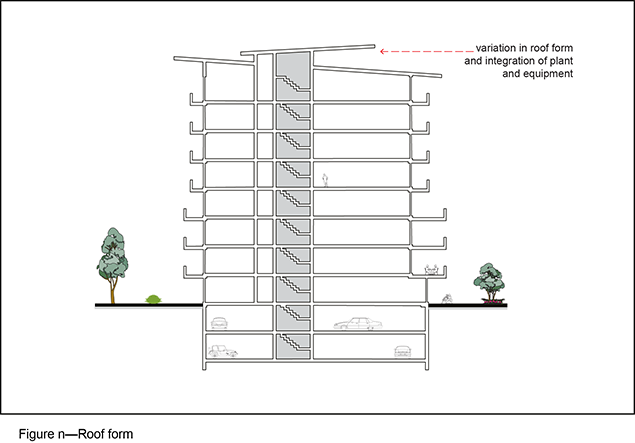 variation in roof form
and integration of plant
and equipment
Figure n—Roof form